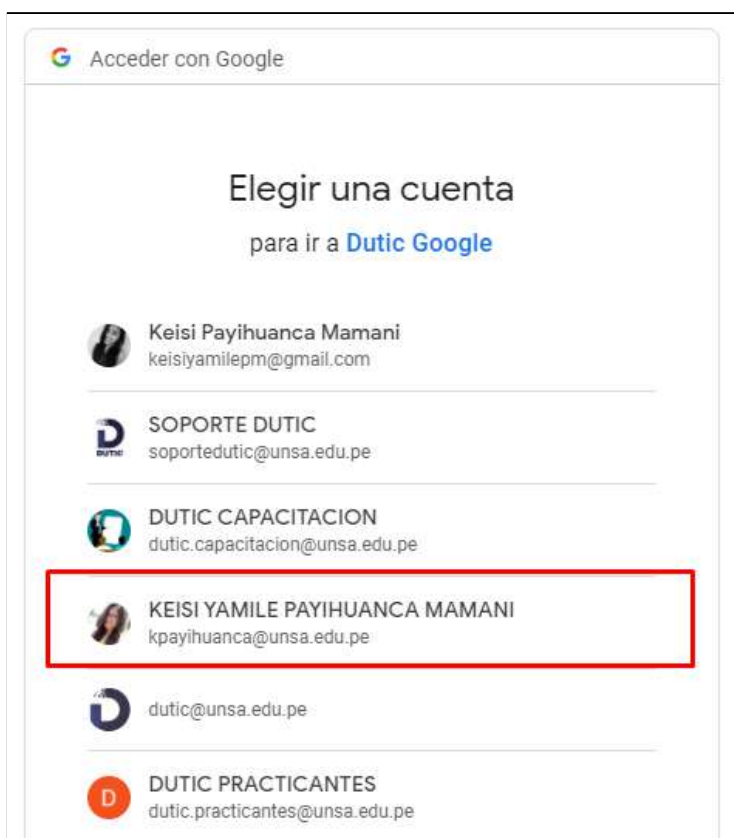 Acceder con Google
Elegir una cuenta
para ir a Dutic Google
Keisi Payihuanca Mamani
keisiyamilepm@gmail.com
SOPORTE DUTIC
soportedutic@unsa.edu.pe
DUTIC CAPACITACION
dutic.capacitacion@unsa.edu.pe
KEISI YAMILE PAYIHUANCA MAMANI
kpayihuanca@unsa.edu.pe
dutic@unsa.edu.pe
D
DUTIC PRACTICANTES
dutic.practicantes@unsa.edu.pe